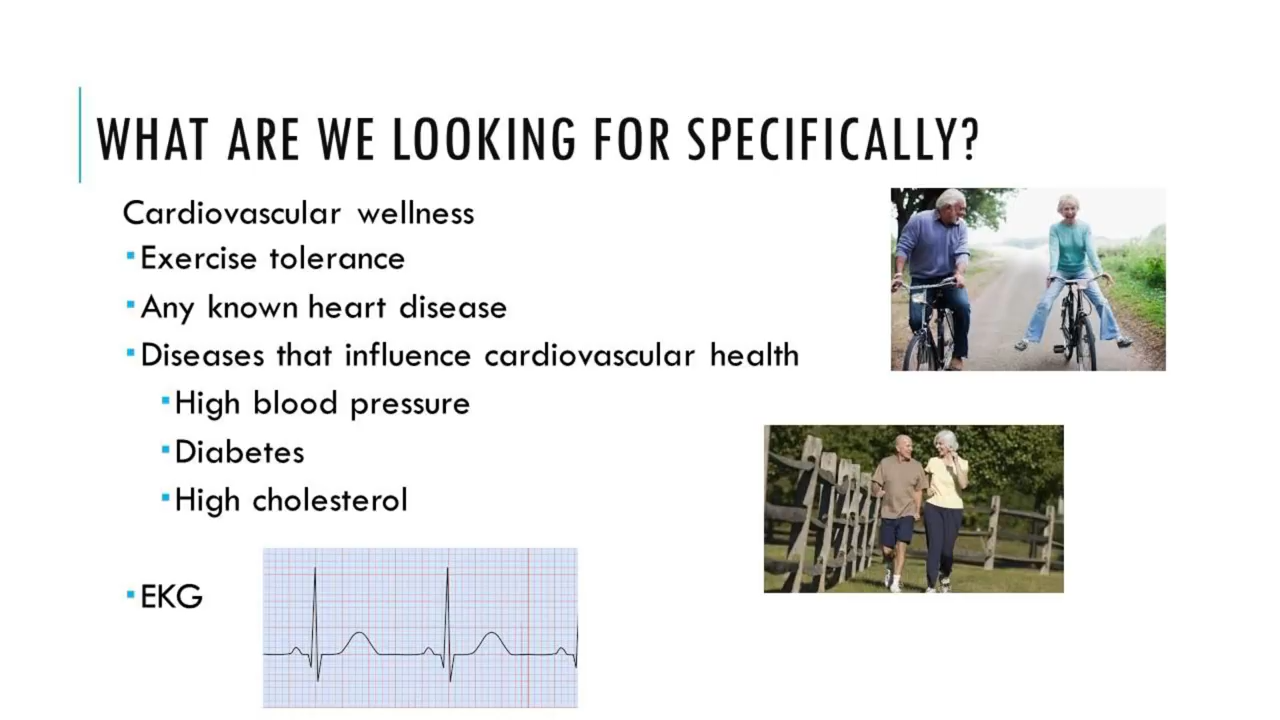 WHAT ARE WE LOOKING FOR SPECIFICALLY?
Cardiovascular wellness
▪Exercise tolerance
▪Any known heart disease
▪Diseases that influence cardiovascular health
▪High blood pressure
▪Diabetes
▪High cholesterol
▪EKG